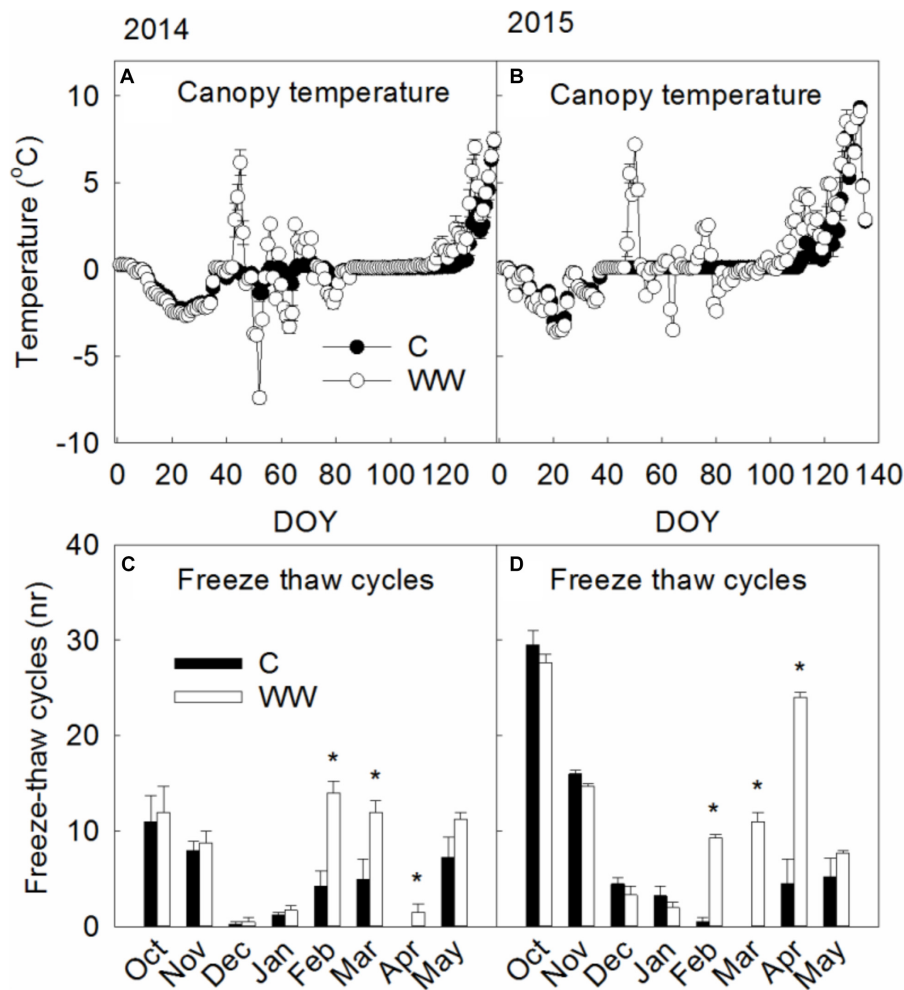 2014
2015
A
Canopy temperature
B
Canopy temperature
Temperature (°C)
10
5
0
-5
-10
C
WW
0 20 40 60 80 100 120
0 20 40 60 80 100 120 140
DOY
DOY
C
Freeze thaw cycles
D
Freeze thaw cycles
Freeze-thaw cycles (nr)
40
30
20
10
0
C
WW
* * *
* * *
Oct Nov Dec Jan Feb Mar Apr May
Oct Nov Dec Jan Feb Mar Apr May